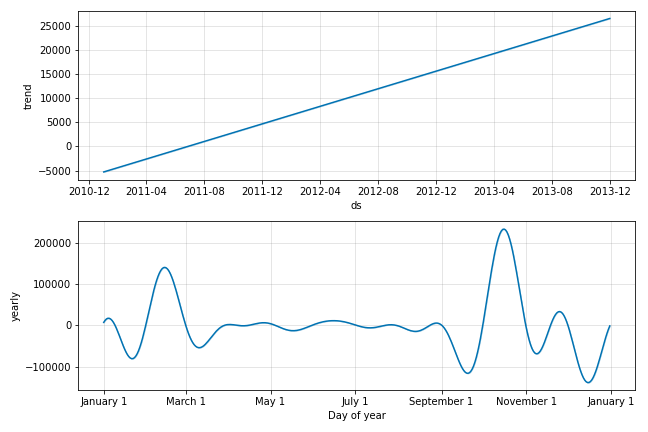 25000
20000
15000
10000
5000
0
−5000
trend
2010-12 2011-04 2011-08 2011-12 2012-04 2012-08 2012-12 2013-04 2013-08 2013-12
ds
200000
100000
0
−100000
yearly
January 1 March 1 May 1 July 1 September 1 November 1 January 1
Day of year